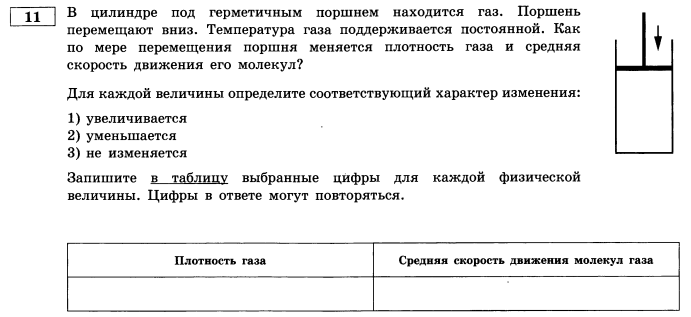 11
В цилиндре под герметичным поршнем находится газ. Поршень
перемещают вниз. Температура газа поддерживается постоянной. Как
по мере перемещения поршня меняется плотность газа и средняя
скорость движения его молекул?
Для каждой величины определите соответствующий характер изменения:
1) увеличивается
2) уменьшается
3) не изменяется
Запишите в таблицу выбранные цифры для каждой физической
величины. Цифры в ответе могут повторяться.
Плотность газа
Средняя скорость движения молекул газа